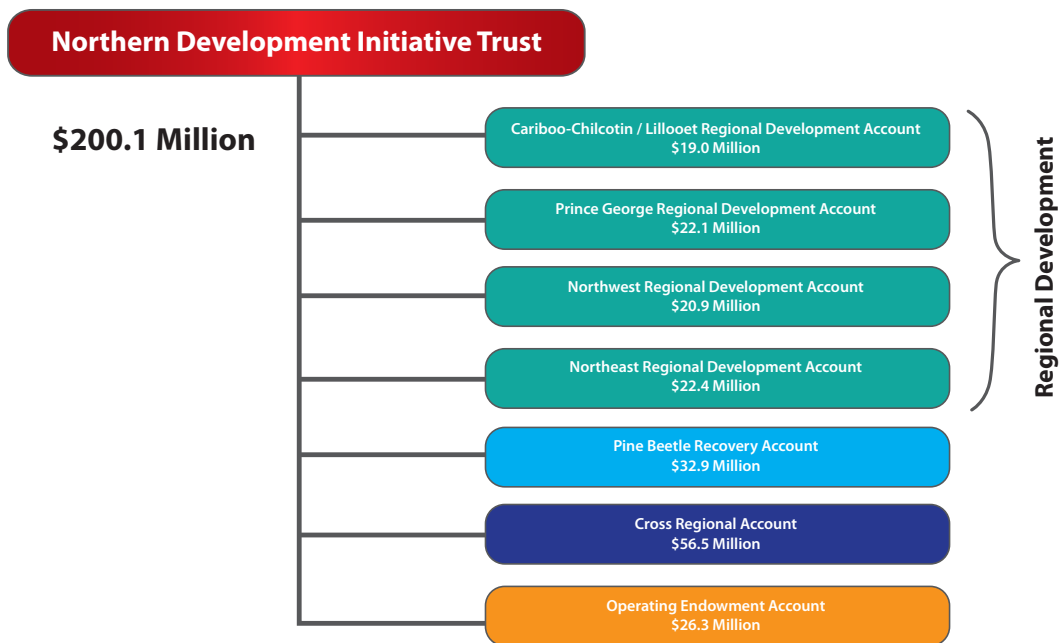 Northern Development Initiative Trust
$200.1 Million
Cariboo-Chilcotin / Lillooet Regional Development Account
$19.0 Million
Prince George Regional Development Account
$22.1 Million
Northwest Regional Development Account
$20.9 Million
Northeast Regional Development Account
$22.4 Million
Regional Development
Pine Beetle Recovery Account
$32.9 Million
Cross Regional Account
$56.5 Million
Operating Endowment Account
$26.3 Million